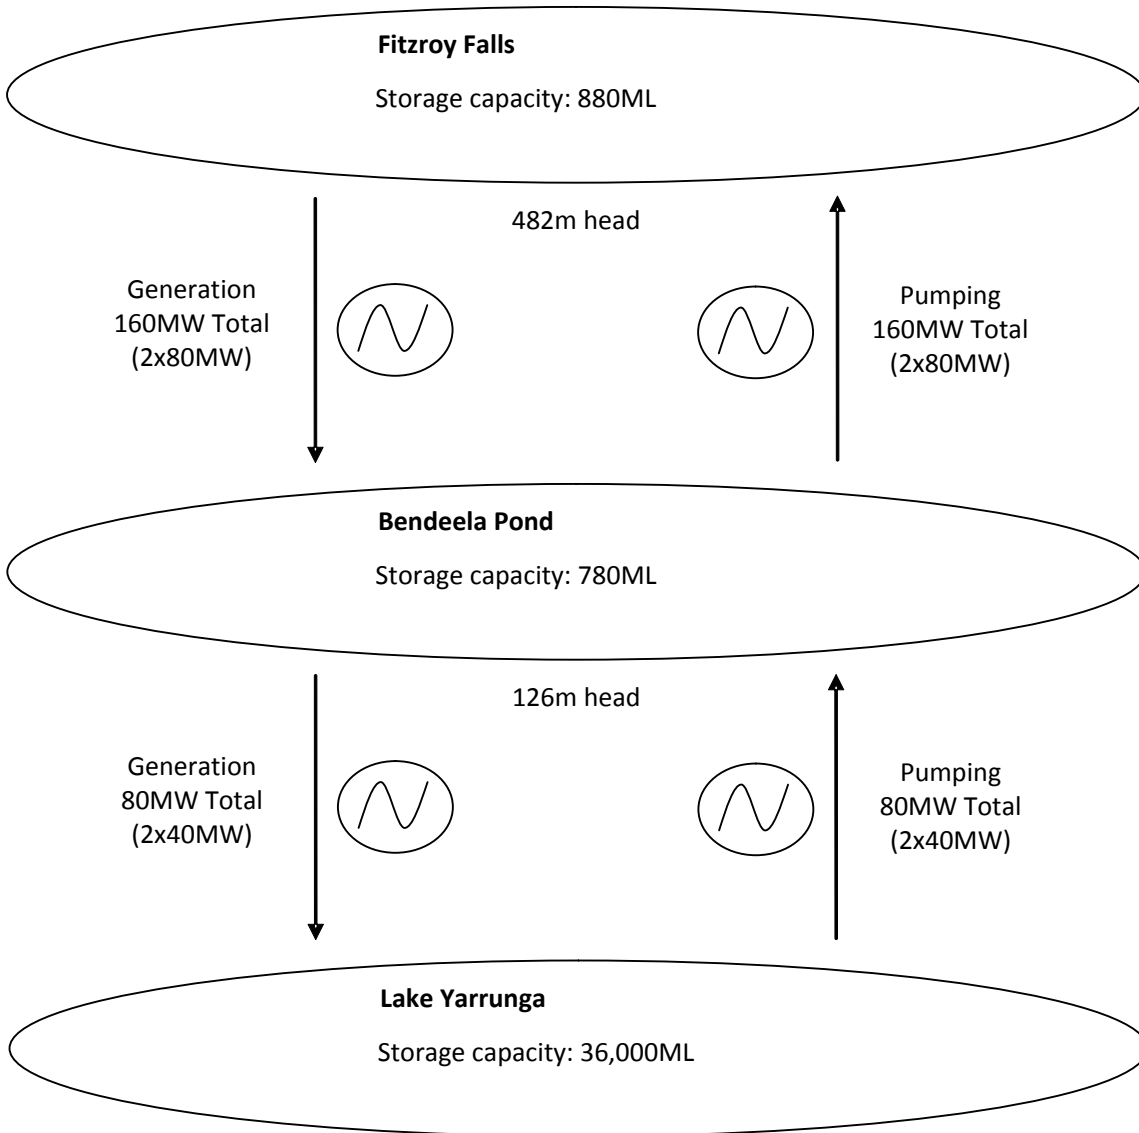 Fitzroy Falls
Storage capacity: 880ML
482m head
Generation
160MW Total
(2x80MW)
Pumping
160MW Total
(2x80MW)
Bendeela Pond
Storage capacity: 780ML
126m head
Generation
80MW Total
(2x40MW)
Pumping
80MW Total
(2x40MW)
Lake Yarrunga
Storage capacity: 36,000ML